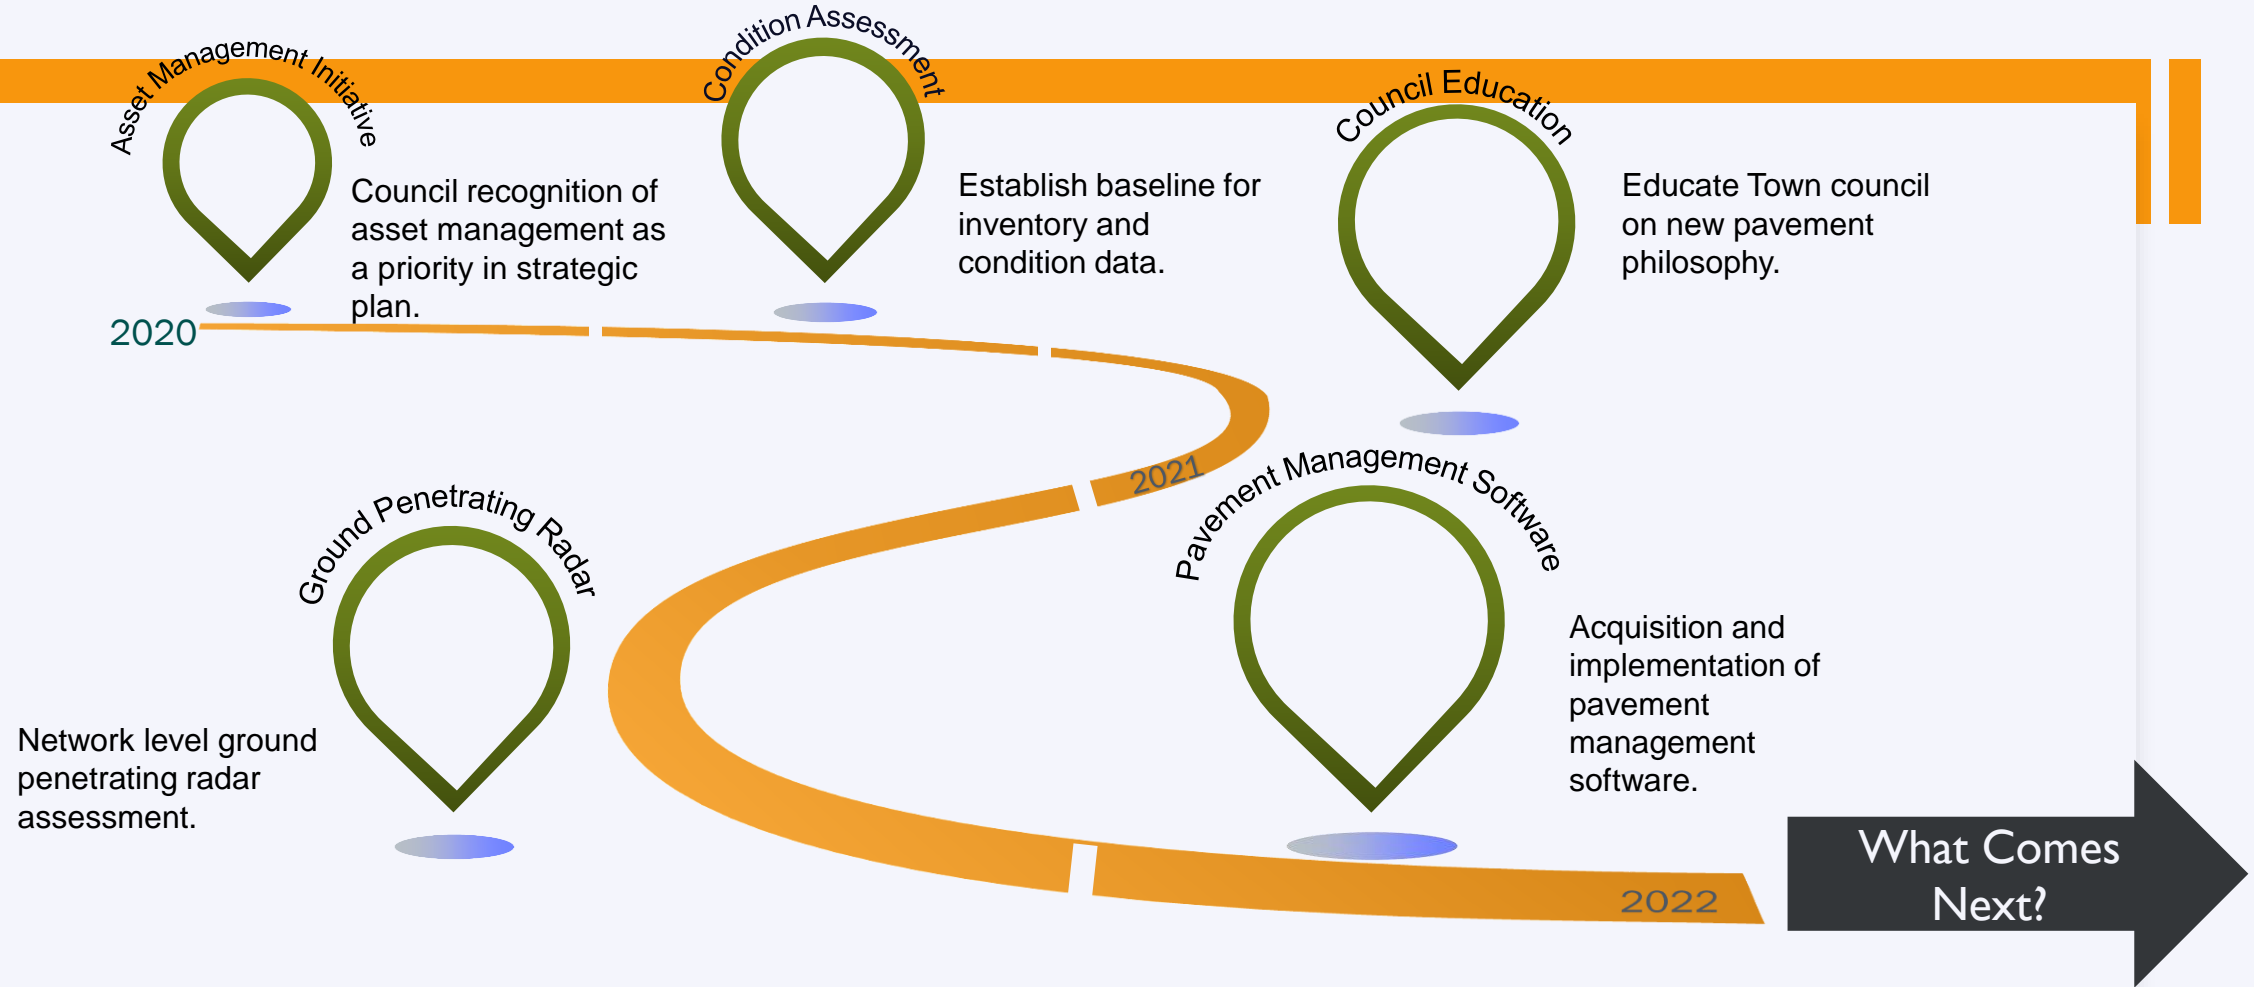 Asset Management Initiative
Council recognition of
asset management as
a priority in strategic
plan.
Condition Assessment
Establish baseline for
inventory and
condition data.
Council Education
Educate Town council
on new pavement
philosophy.
2020
2021
Ground Penetrating Radar
Network level ground
penetrating radar
assessment.
Pavement Management Software
Acquisition and
implementation of
pavement
management
software.
2022
What Comes
Next?